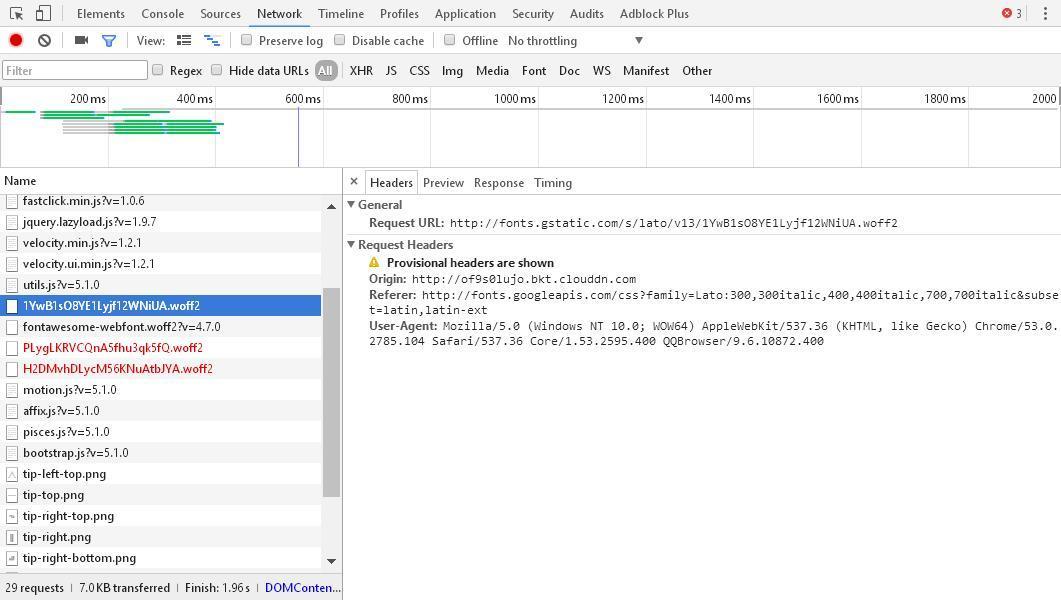 Elements Console Sources Network Timeline Profiles Application Security Audits Adblock Plus 3
View: Preserve log Disable cache Offline No throttling
Filter Regex Hide data URLs All XHR JS CSS Img Media Font Doc WS Manifest Other
200 ms 400 ms 600 ms 800 ms 1000 ms 1200 ms 1400 ms 1600 ms 1800 ms 2000
Name
fastclick.min.js?v=1.0.6
jquery.lazyload.js?v=1.9.7
velocity.min.js?v=1.2.1
velocity.ui.min.js?v=1.2.1
utils.js?v=5.1.0
1YwB1sO8YE1Lyjf12WNiUA.woff2
fontawesome-webfont.woff2?v=4.7.0
PLygLKRVCQnA5fhu3qk5fQ.woff2
H2DMvhDLycM56KNuAtbJYA.woff2
motion.js?v=5.1.0
affix.js?v=5.1.0
pisces.js?v=5.1.0
bootstrap.js?v=5.1.0
tip-left-top.png
tip-top.png
tip-right-top.png
tip-right.png
tip-right-bottom.png
29 requests | 7.0 KB transferred | Finish: 1.96 s | DOMConten...
× Headers Preview Response Timing
General
Request URL: http://fonts.gstatic.com/s/lato/v13/1YwB1sO8YE1Lyjf12WNiUA.woff2
Request Headers
Provisional headers are shown
Origin: http://of9s0lujo.bkt.clouddn.com
Referer: http://fonts.googleapis.com/css?family=Lato:300,300italic,400,400italic,700,700italic&subse
t=latin,latin-ext
User-Agent: Mozilla/5.0 (Windows NT 10.0; WOW64) AppleWebKit/537.36 (KHTML, like Gecko) Chrome/53.0.
2785.104 Safari/537.36 Core/1.53.2595.400 QQBrowser/9.6.10872.400